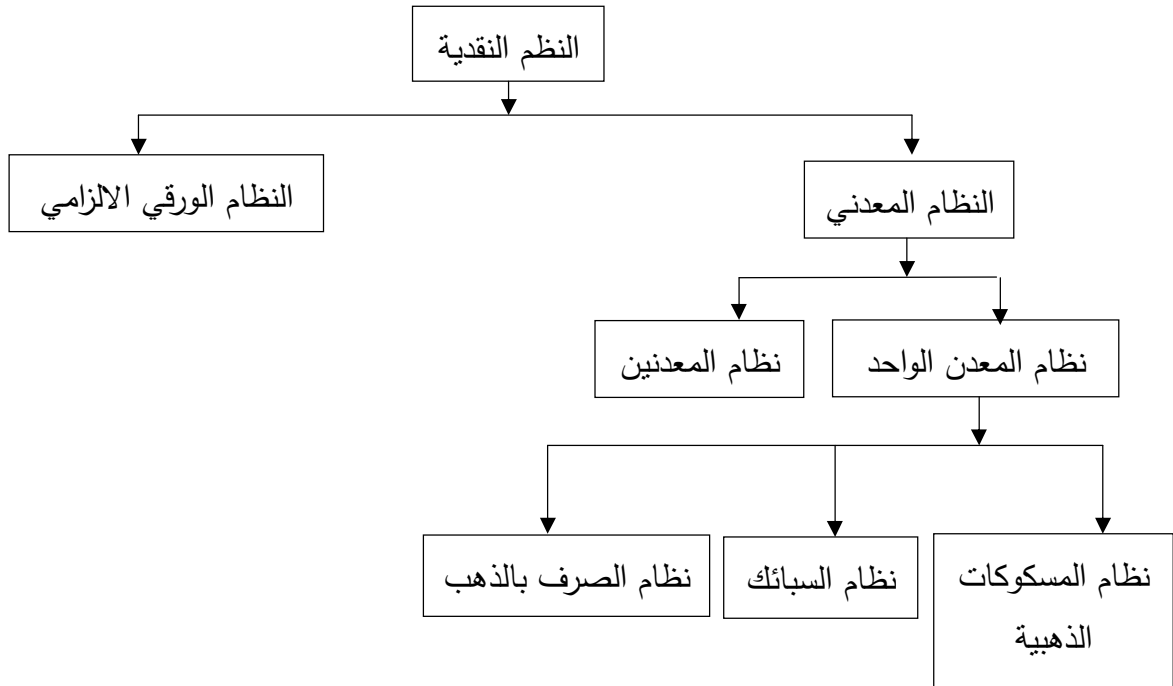 النظم النقدية
النظام المعدني
النظام الورقي الالزامي
نظام المعدن الواحد
نظام المعدنين
نظام المسكوكات
الذهبية
نظام السبائك
نظام الصرف بالذهب